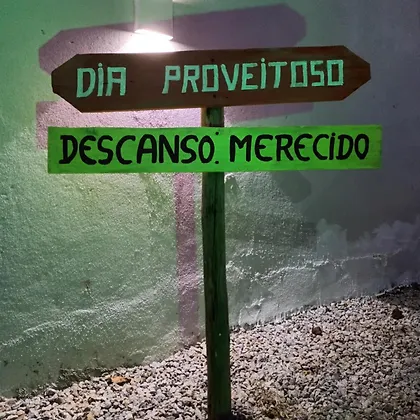 DIA PROVEITOSO
DESCANSO. MERECIDO